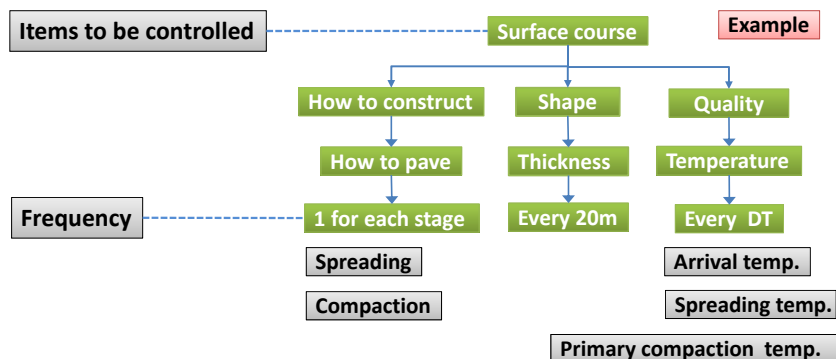 Items to be controlled
Surface course
Example
How to construct
Shape
Quality
How to pave
Thickness
Temperature
Frequency
1 for each stage
Every 20m
Every DT
Spreading
Arrival temp.
Compaction
Spreading temp.
Primary compaction temp.